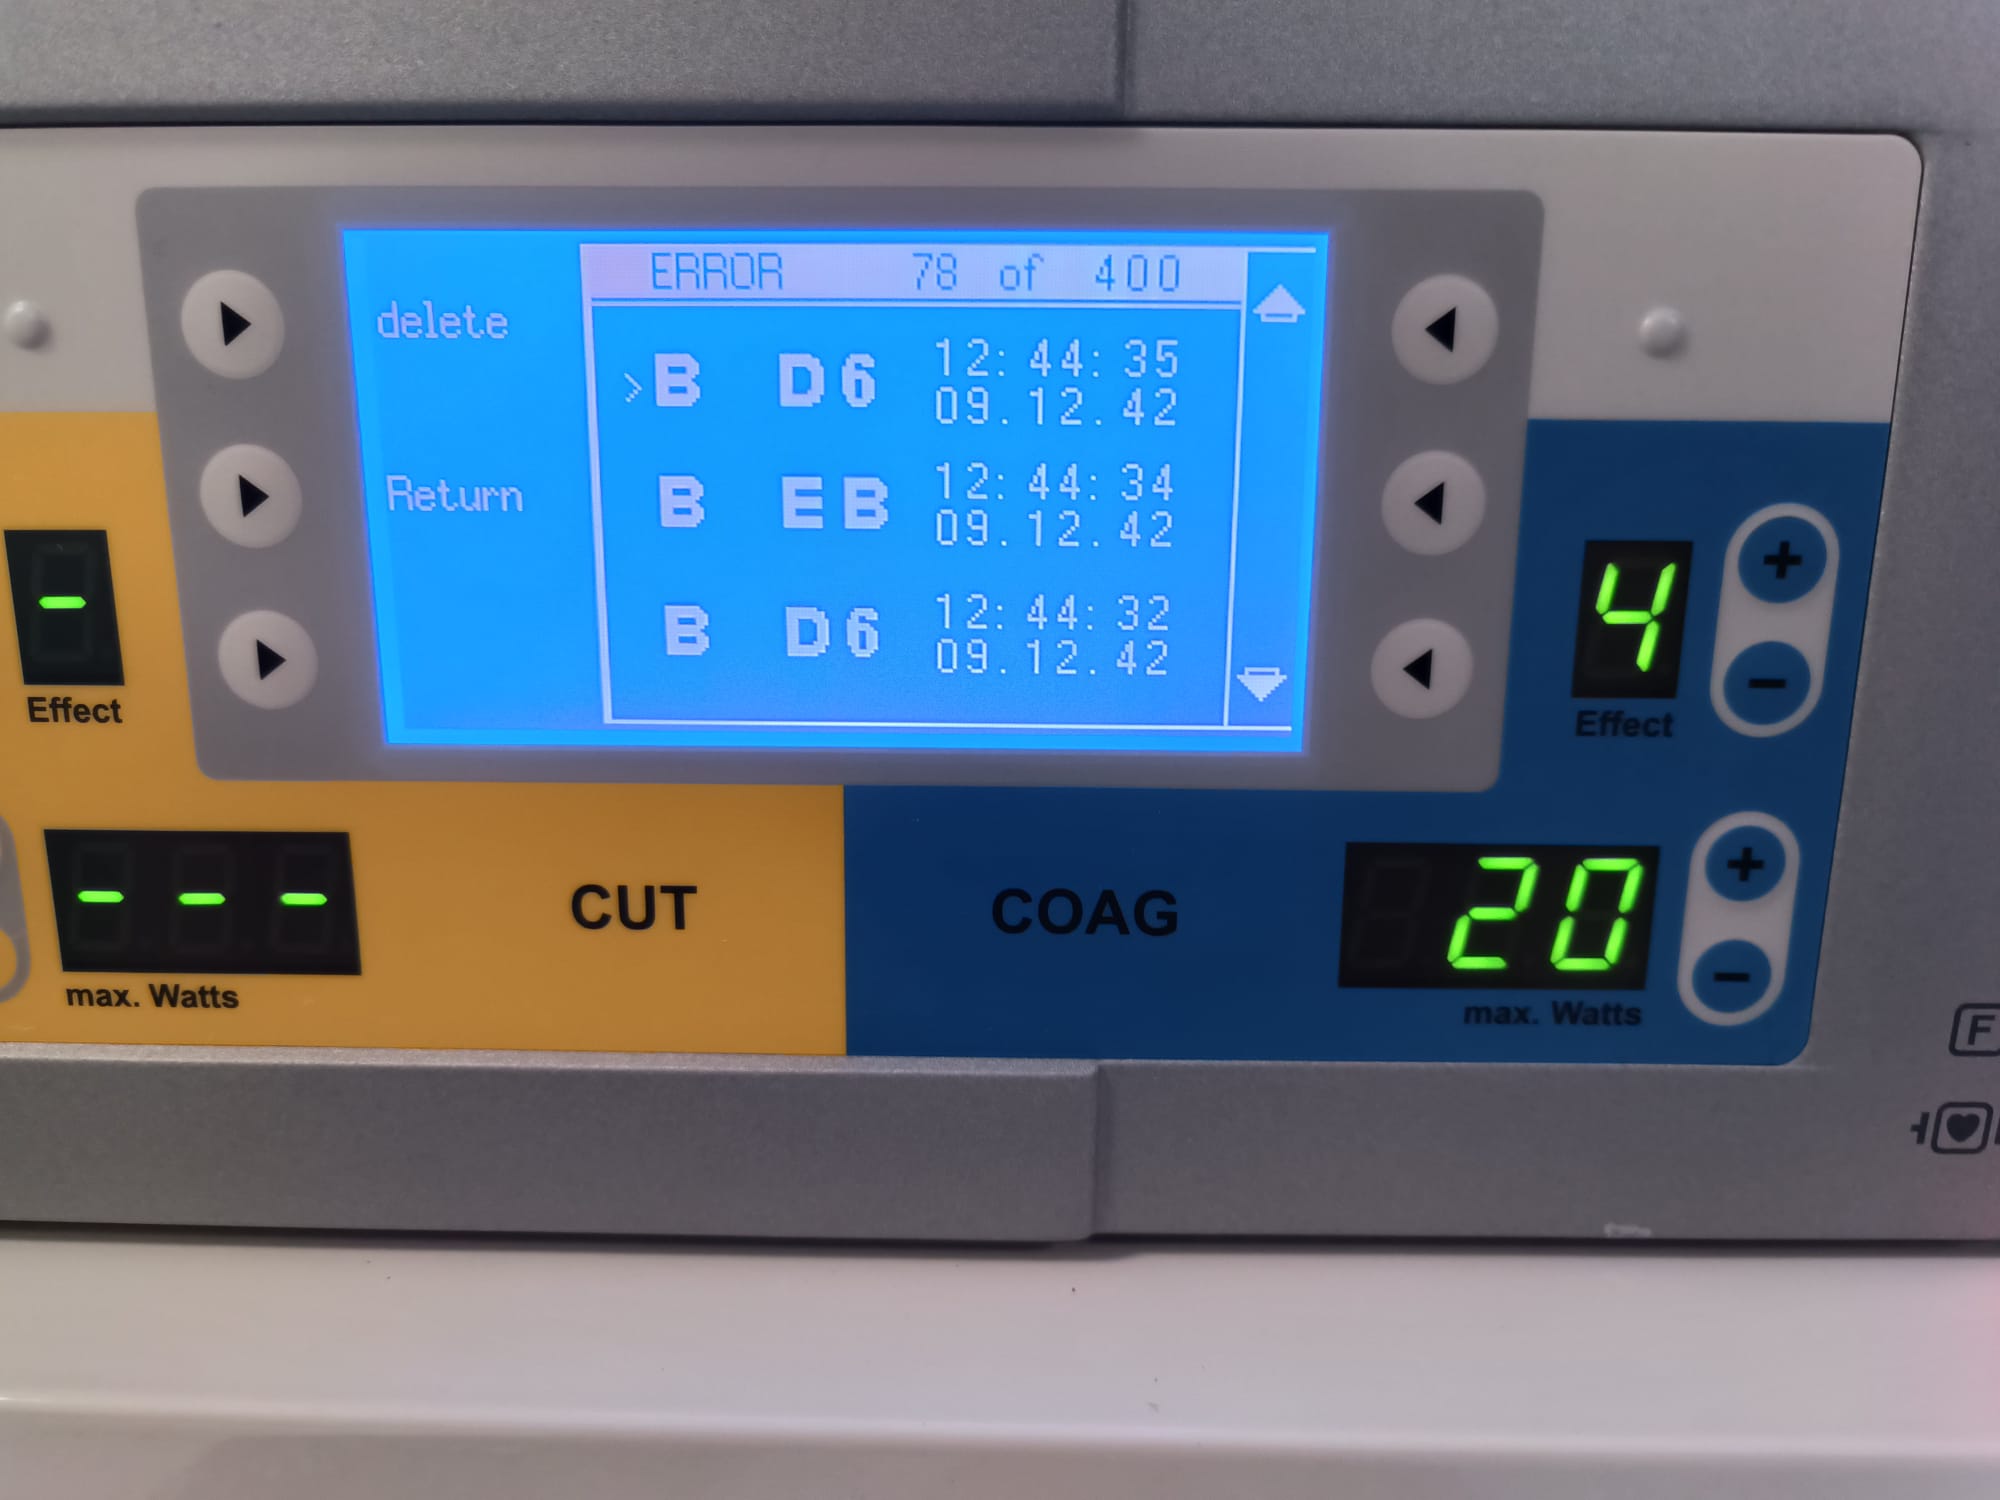 ERROR 78 of 400
delete
>B D6 12:44:35
09.12.42
Return
B EB 12:44:34
09.12.42
B D6 12:44:32
09.12.42
-
Effect
4
+
-
Effect
- - -
max. Watts
CUT
COAG
20
+
-
max. Watts
F